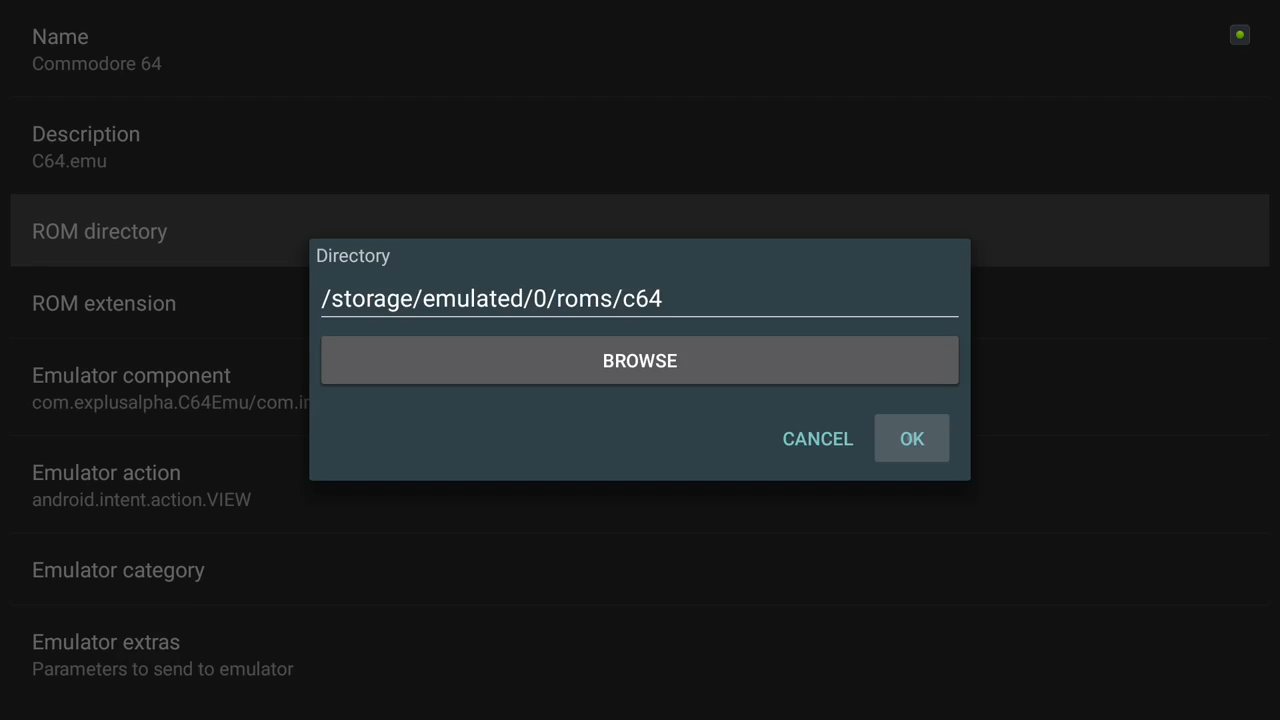 Name
Commodore 64
Description
C64.emu
ROM directory
Directory
/storage/emulated/0/roms/c64
BROWSE
CANCEL OK
ROM extension
Emulator component
com.explusalpha.C64Emu/com.in
Emulator action
android.intent.action.VIEW
Emulator category
Emulator extras
Parameters to send to emulator